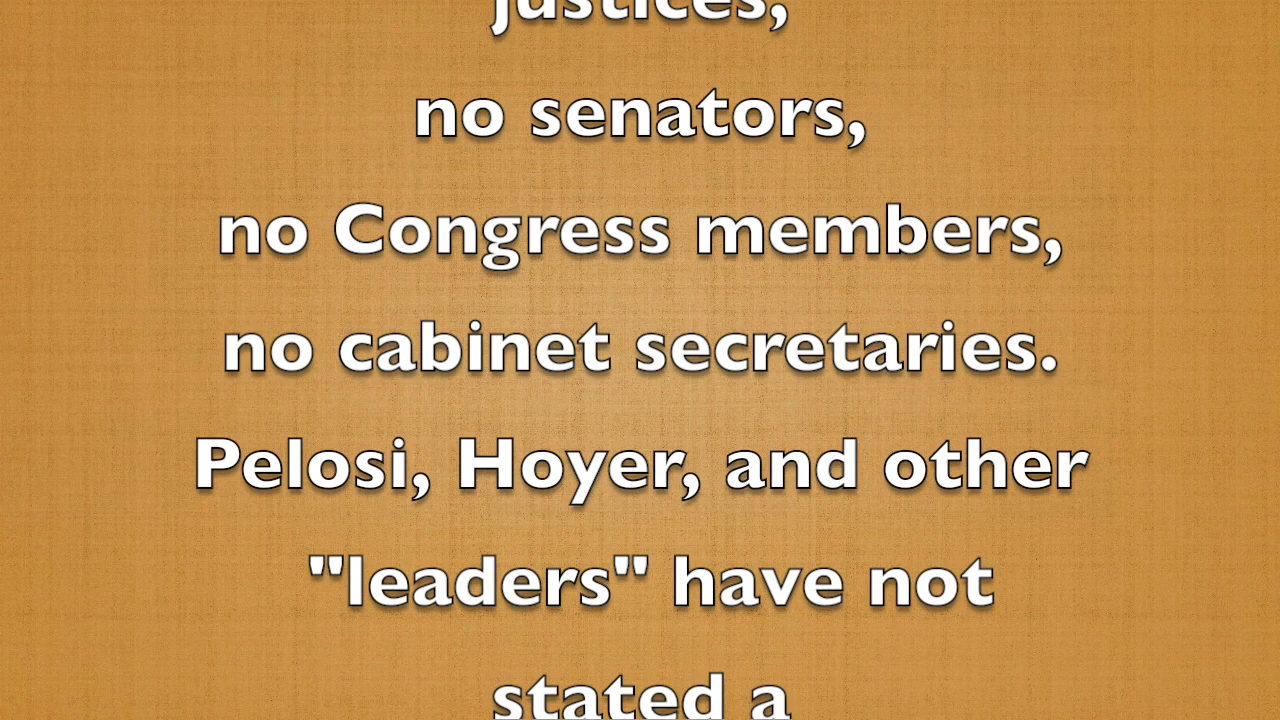 justices,
no senators,
no Congress members,
no cabinet secretaries.
Pelosi, Hoyer, and other
"leaders" have not
stated a